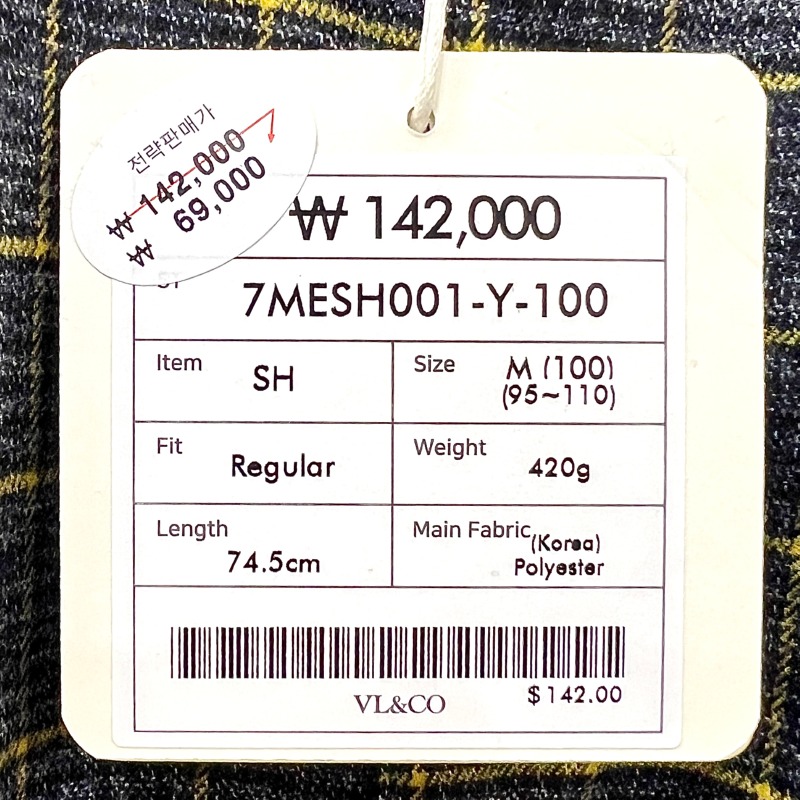 전략판매가
₩ 142,000
₩ 69,000
₩ 142,000
7MESH001-Y-100
Item SH
Size M (100)
(95~110)
Fit Regular
Weight 420g
Length 74.5cm
Main Fabric (Korea)
Polyester
$142.00
VL&CO